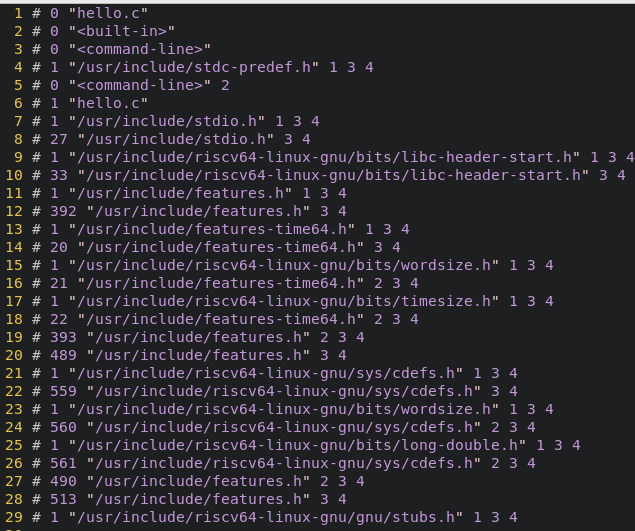 1 # 0 "hello.c"
2 # 0 "<built-in>"
3 # 0 "<command-line>"
4 # 1 "/usr/include/stdc-predef.h" 1 3 4
5 # 0 "<command-line>" 2
6 # 1 "hello.c"
7 # 1 "/usr/include/stdio.h" 1 3 4
8 # 27 "/usr/include/stdio.h" 3 4
9 # 1 "/usr/include/riscv64-linux-gnu/bits/libc-header-start.h" 1 3 4
10 # 33 "/usr/include/riscv64-linux-gnu/bits/libc-header-start.h" 3 4
11 # 1 "/usr/include/features.h" 1 3 4
12 # 392 "/usr/include/features.h" 3 4
13 # 1 "/usr/include/features-time64.h" 1 3 4
14 # 20 "/usr/include/features-time64.h" 3 4
15 # 1 "/usr/include/riscv64-linux-gnu/bits/wordsize.h" 1 3 4
16 # 21 "/usr/include/features-time64.h" 2 3 4
17 # 1 "/usr/include/riscv64-linux-gnu/bits/timesize.h" 1 3 4
18 # 22 "/usr/include/features-time64.h" 2 3 4
19 # 393 "/usr/include/features.h" 2 3 4
20 # 489 "/usr/include/features.h" 3 4
21 # 1 "/usr/include/riscv64-linux-gnu/sys/cdefs.h" 1 3 4
22 # 559 "/usr/include/riscv64-linux-gnu/sys/cdefs.h" 3 4
23 # 1 "/usr/include/riscv64-linux-gnu/bits/wordsize.h" 1 3 4
24 # 560 "/usr/include/riscv64-linux-gnu/sys/cdefs.h" 2 3 4
25 # 1 "/usr/include/riscv64-linux-gnu/bits/long-double.h" 1 3 4
26 # 561 "/usr/include/riscv64-linux-gnu/sys/cdefs.h" 2 3 4
27 # 490 "/usr/include/features.h" 2 3 4
28 # 513 "/usr/include/features.h" 3 4
29 # 1 "/usr/include/riscv64-linux-gnu/gnu/stubs.h" 1 3 4